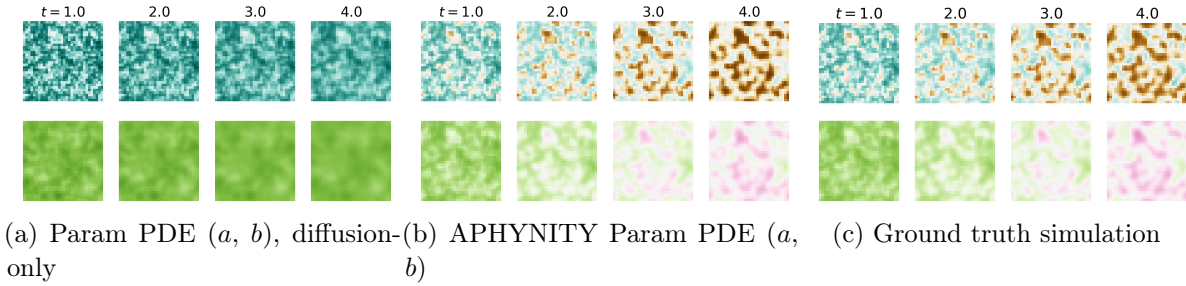 t = 1.0 2.0 3.0 4.0 t = 1.0 2.0 3.0 4.0 t = 1.0 2.0 3.0 4.0
(a) Param PDE (a, b), diffusion-only
(b) APHYNITY Param PDE (a, b)
(c) Ground truth simulation